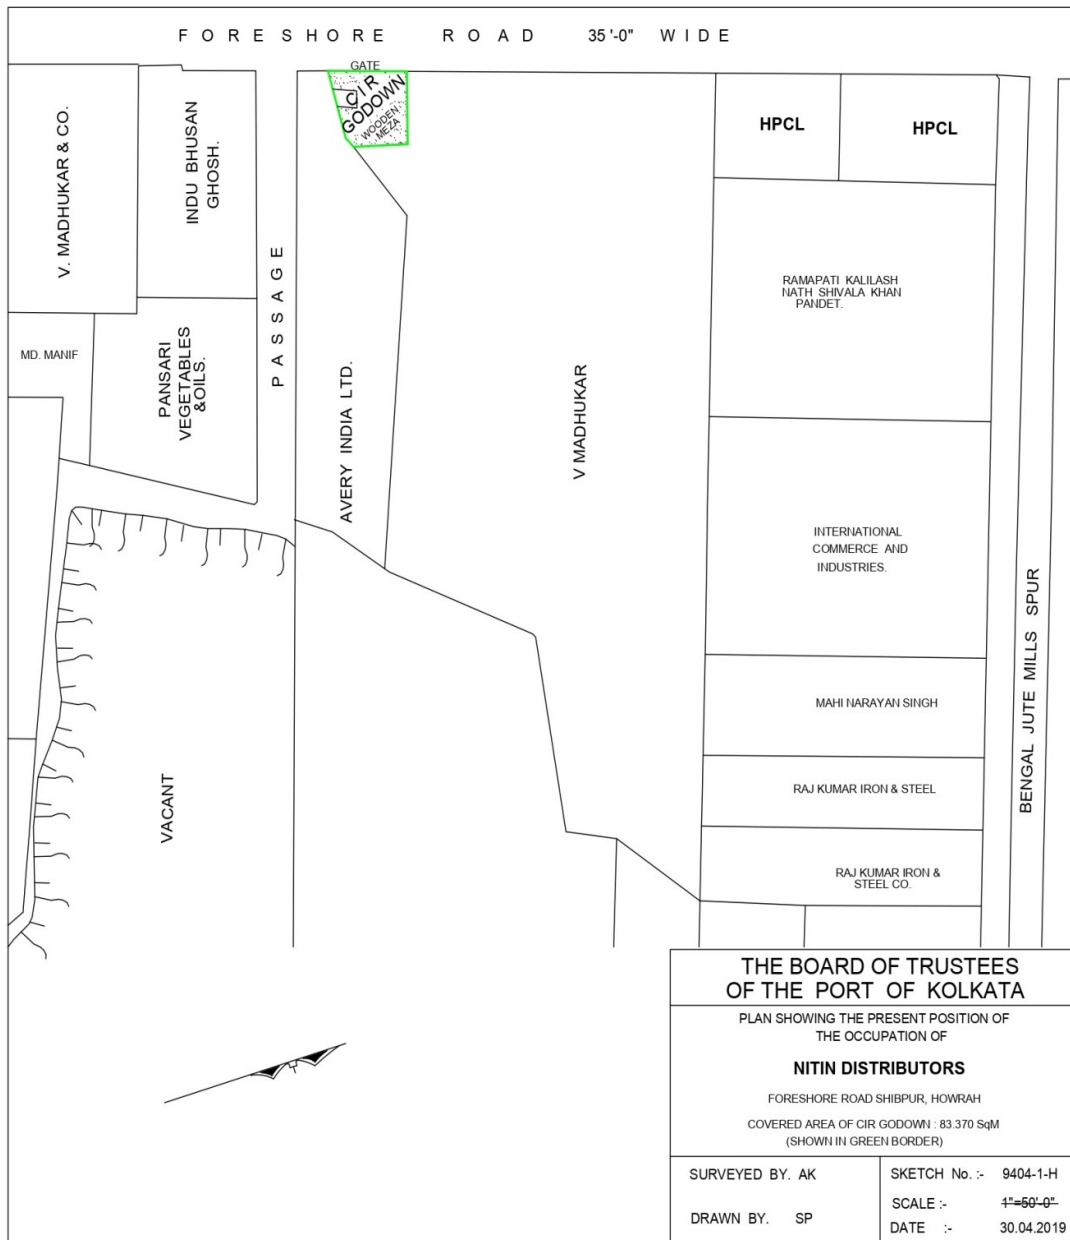 FORESHORE ROAD 35'-0" WIDE
GATE
CIR
GODOWN
WOODEN
MEZA
V. MADHUKAR & CO.
INDU BHUSAN
GHOSH.
PASSAGE
HPCL
HPCL
MD. MANIF
PANSARI
VEGETABLES
&OILS.
AVERY INDIA LTD.
V MADHUKAR
RAMAPATI KALILASH
NATH SHIVALA KHAN
PANDET.
INTERNATIONAL
COMMERCE AND
INDUSTRIES.
MAHI NARAYAN SINGH
RAJ KUMAR IRON & STEEL
RAJ KUMAR IRON &
STEEL CO.
BENGAL JUTE MILLS SPUR
VACANT
THE BOARD OF TRUSTEES
OF THE PORT OF KOLKATA
PLAN SHOWING THE PRESENT POSITION OF
THE OCCUPATION OF
NITIN DISTRIBUTORS
FORESHORE ROAD SHIBPUR, HOWRAH
COVERED AREA OF CIR GODOWN : 83.370 SqM
(SHOWN IN GREEN BORDER)
SURVEYED BY. AK
DRAWN BY. SP
SKETCH No. :- 9404-1-H
SCALE :- 1"=50'-0"
DATE :- 30.04.2019